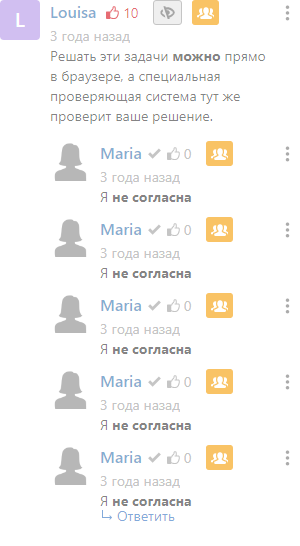 L Louisa 10
3 года назад
Решать эти задачи можно прямо
в браузере, а специальная
проверяющая система тут же
проверит ваше решение.
Maria 0
3 года назад
Я не согласна
Maria 0
3 года назад
Я не согласна
Maria 0
3 года назад
Я не согласна
Maria 0
3 года назад
Я не согласна
Maria 0
3 года назад
Я не согласна
Ответить